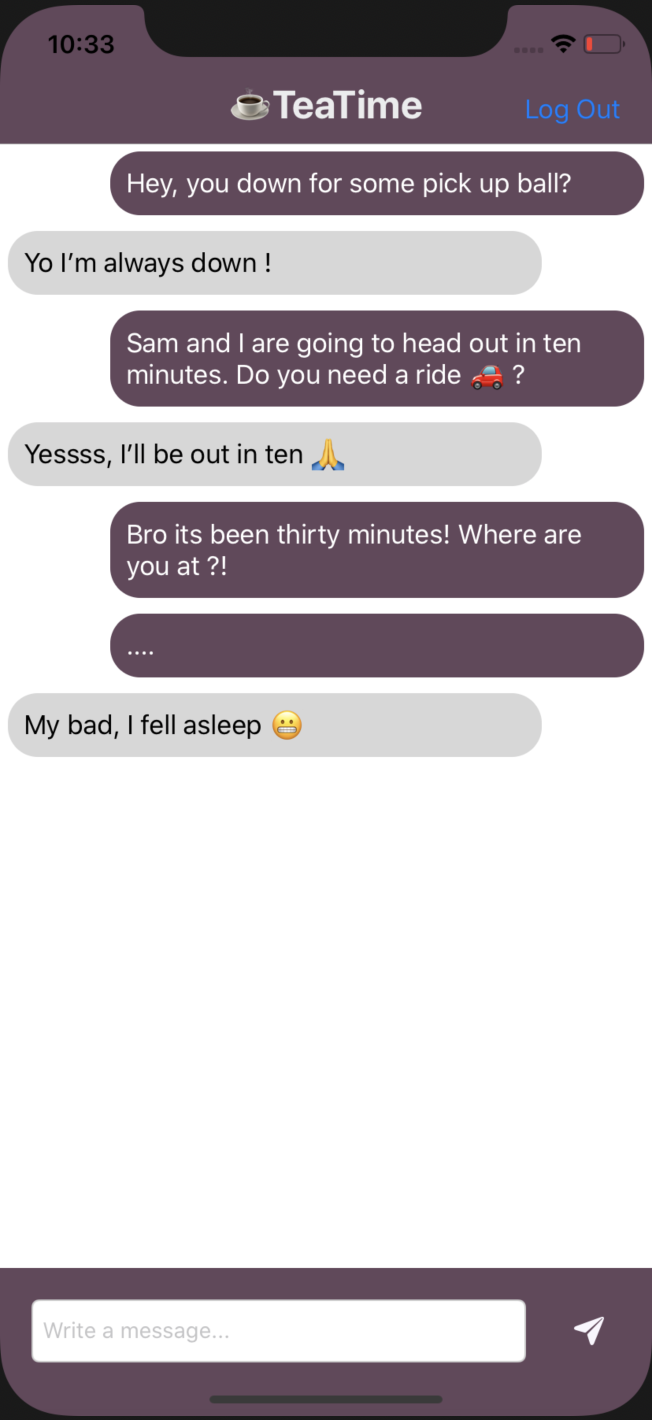 10:33
☕TeaTime
Log Out
Hey, you down for some pick up ball?
Yo I’m always down !
Sam and I are going to head out in ten
minutes. Do you need a ride 🚗 ?
Yessss, I’ll be out in ten 🙏
Bro its been thirty minutes! Where are
you at ?!
....
My bad, I fell asleep 😬
Write a message...